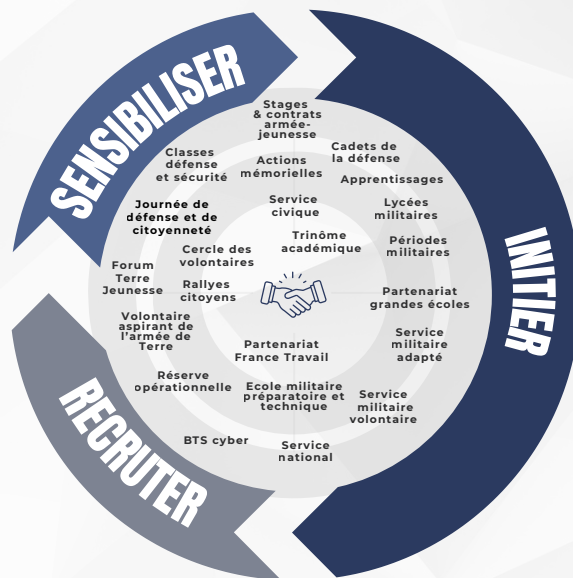 SENSIBILISER
Stages
& contrats
armée-
jeunesse
Cadets de
la défense
Classes
défense
et sécurité
Actions
mémorielles
Apprentissages
Journée de
défense et de
citoyenneté
Service
civique
Lycées
militaires
Trinôme
académique
Périodes
militaires
Cercle des
volontaires
Forum
Terre
Jeunesse
Rallyes
citoyens
Partenariat
grandes écoles
INITIER
Volontaire
aspirant de
l'armée de
Terre
Partenariat
France Travail
Service
militaire
adapté
Réserve
opérationnelle
Ecole militaire
préparatoire et
technique
Service
militaire
volontaire
RECRUTER
BTS cyber
Service
national